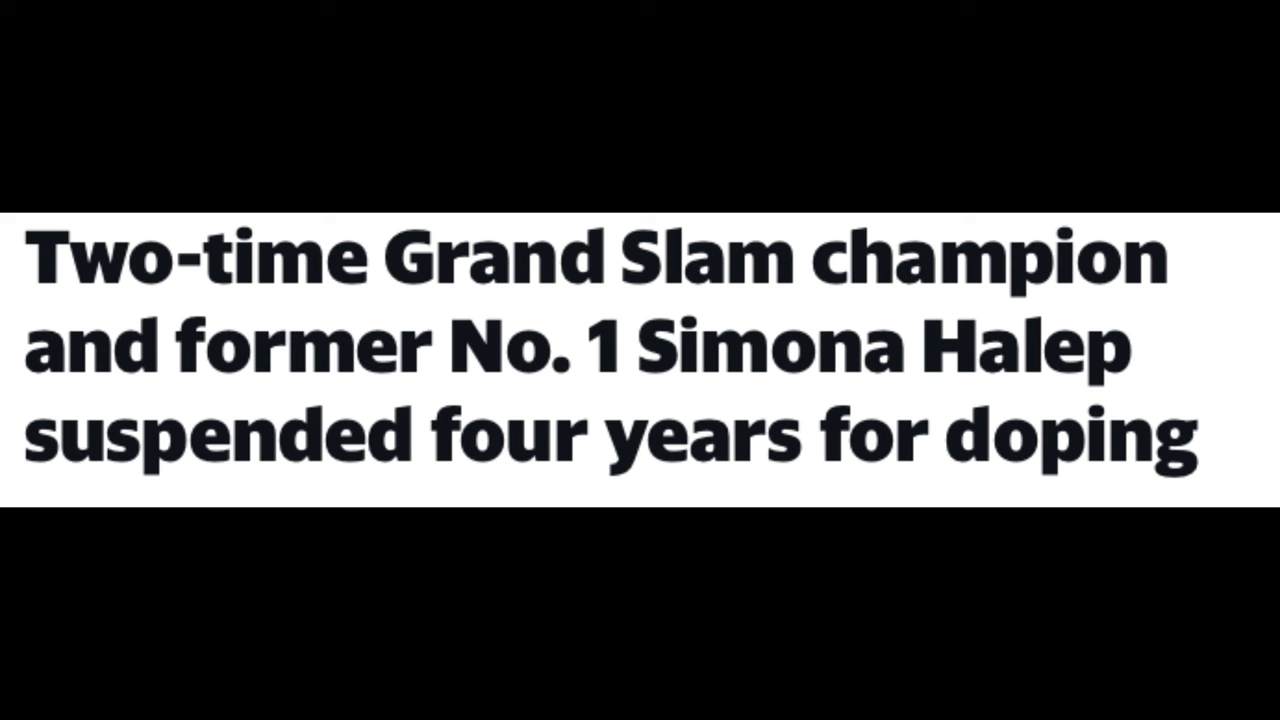 Two-time Grand Slam champion
and former No. 1 Simona Halep
suspended four years for doping